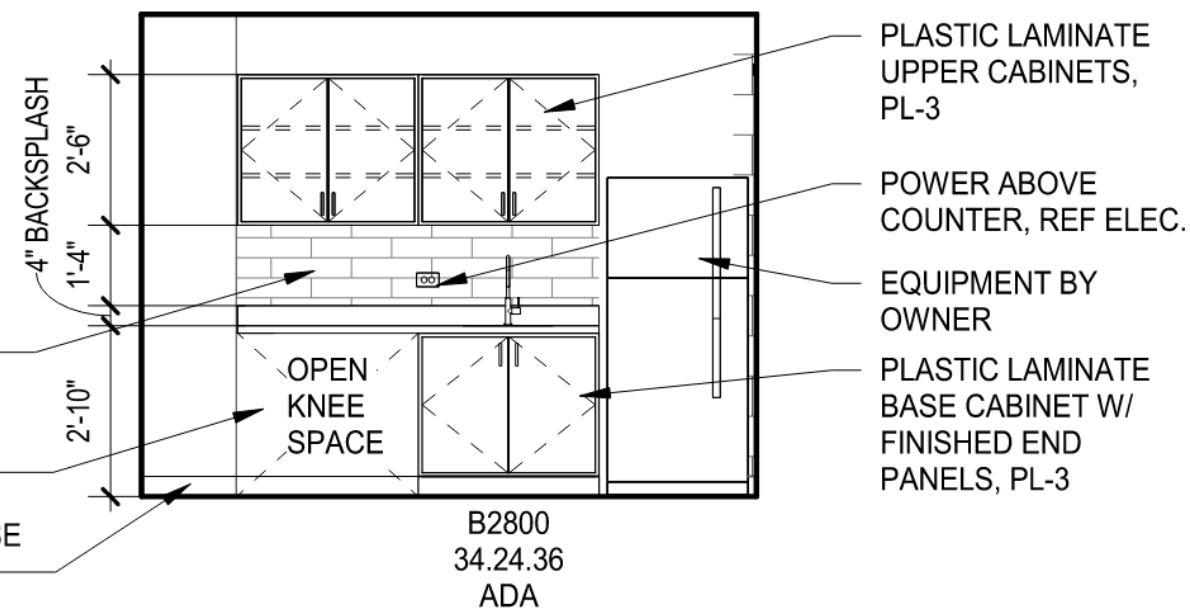 PLASTIC LAMINATE
UPPER CABINETS,
PL-3
4" BACKSPLASH
2'-6"
1'-4"
2'-10"
POWER ABOVE
COUNTER, REF ELEC.
EQUIPMENT BY
OWNER
PLASTIC LAMINATE
BASE CABINET W/
FINISHED END
PANELS, PL-3
OPEN
KNEE
SPACE
B2800
34.24.36
ADA